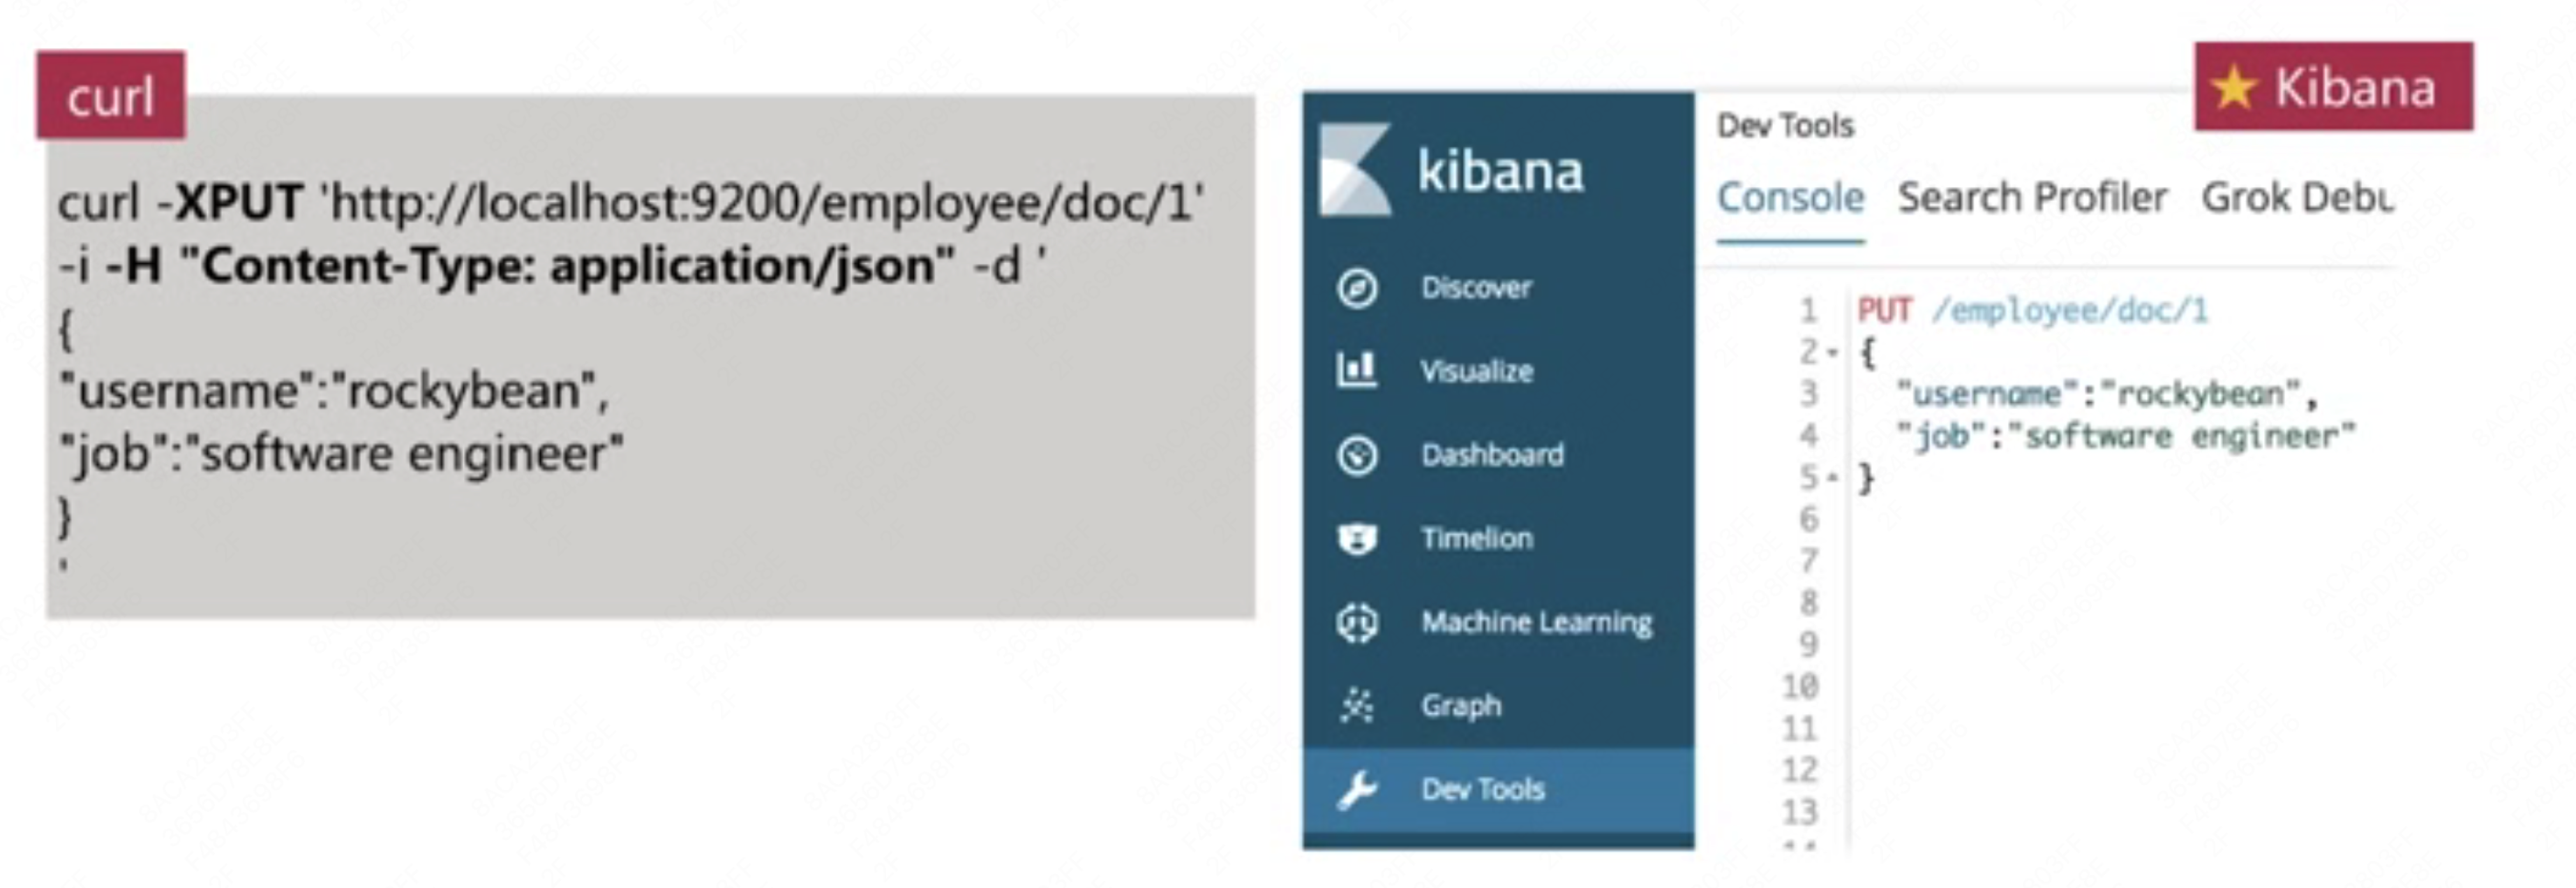 curl
curl -XPUT 'http://localhost:9200/employee/doc/1'
-i -H "Content-Type: application/json" -d '
{
"username":"rockybean",
"job":"software engineer"
}
'
★ Kibana
kibana
Discover
Visualize
Dashboard
Timelion
Machine Learning
Graph
Dev Tools
Dev Tools
Console Search Profiler Grok Debu
1 PUT /employee/doc/1
2 {
3 "username":"rockybean",
4 "job":"software engineer"
5 }
6
7
8
9
10
11
12
13